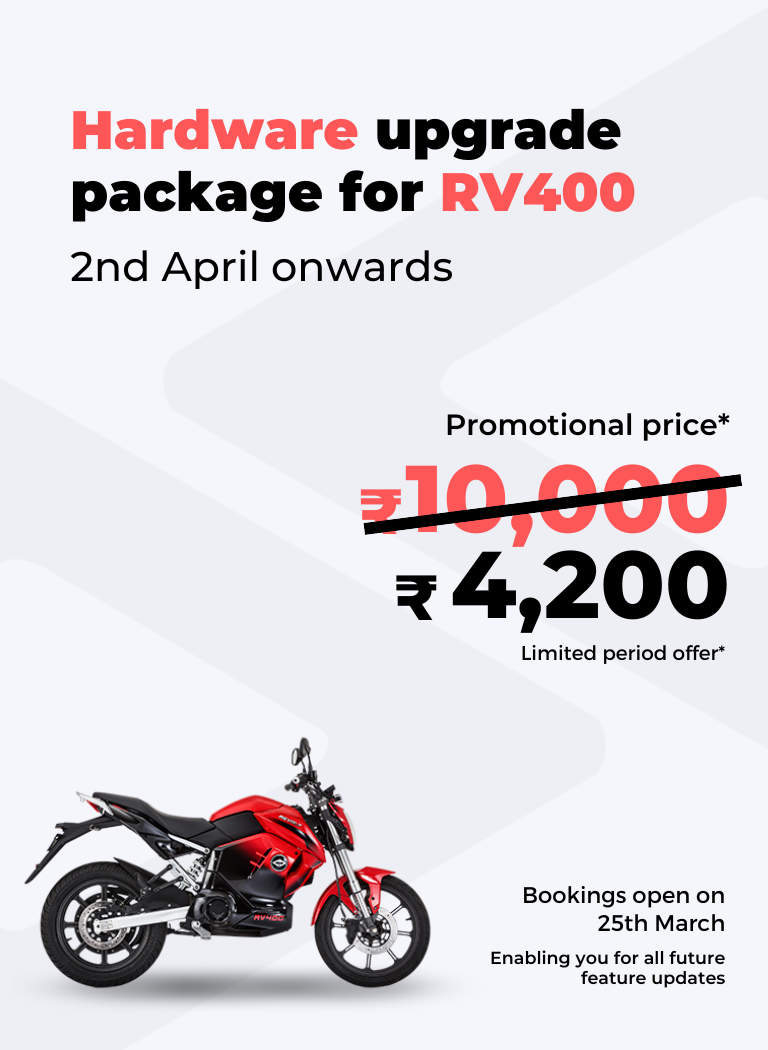 Hardware upgrade
package for RV400
2nd April onwards
Promotional price*
₹10,000
₹4,200
Limited period offer*
RV400
Bookings open on
25th March
Enabling you for all future
feature updates